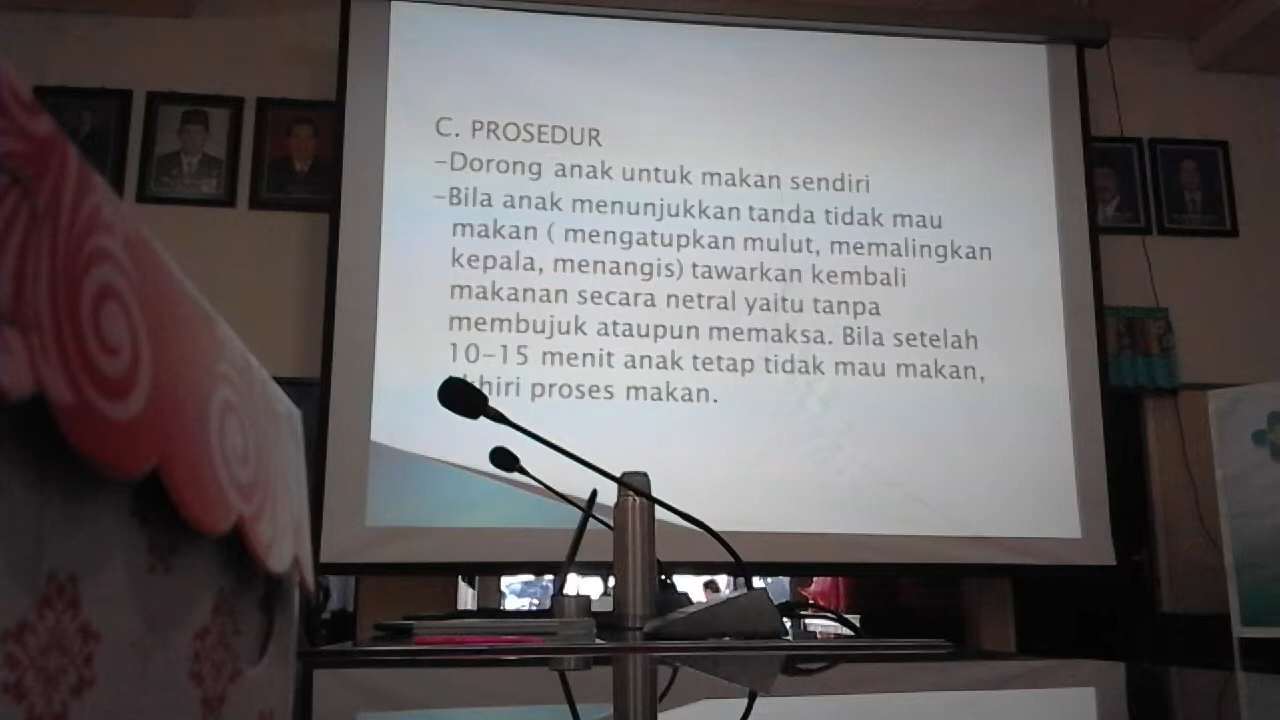 C. PROSEDUR
-Dorong anak untuk makan sendiri
-Bila anak menunjukkan tanda tidak mau
makan ( mengatupkan mulut, memalingkan
kepala, menangis) tawarkan kembali
makanan secara netral yaitu tanpa
membujuk ataupun memaksa. Bila setelah
10-15 menit anak tetap tidak mau makan,
akhiri proses makan.